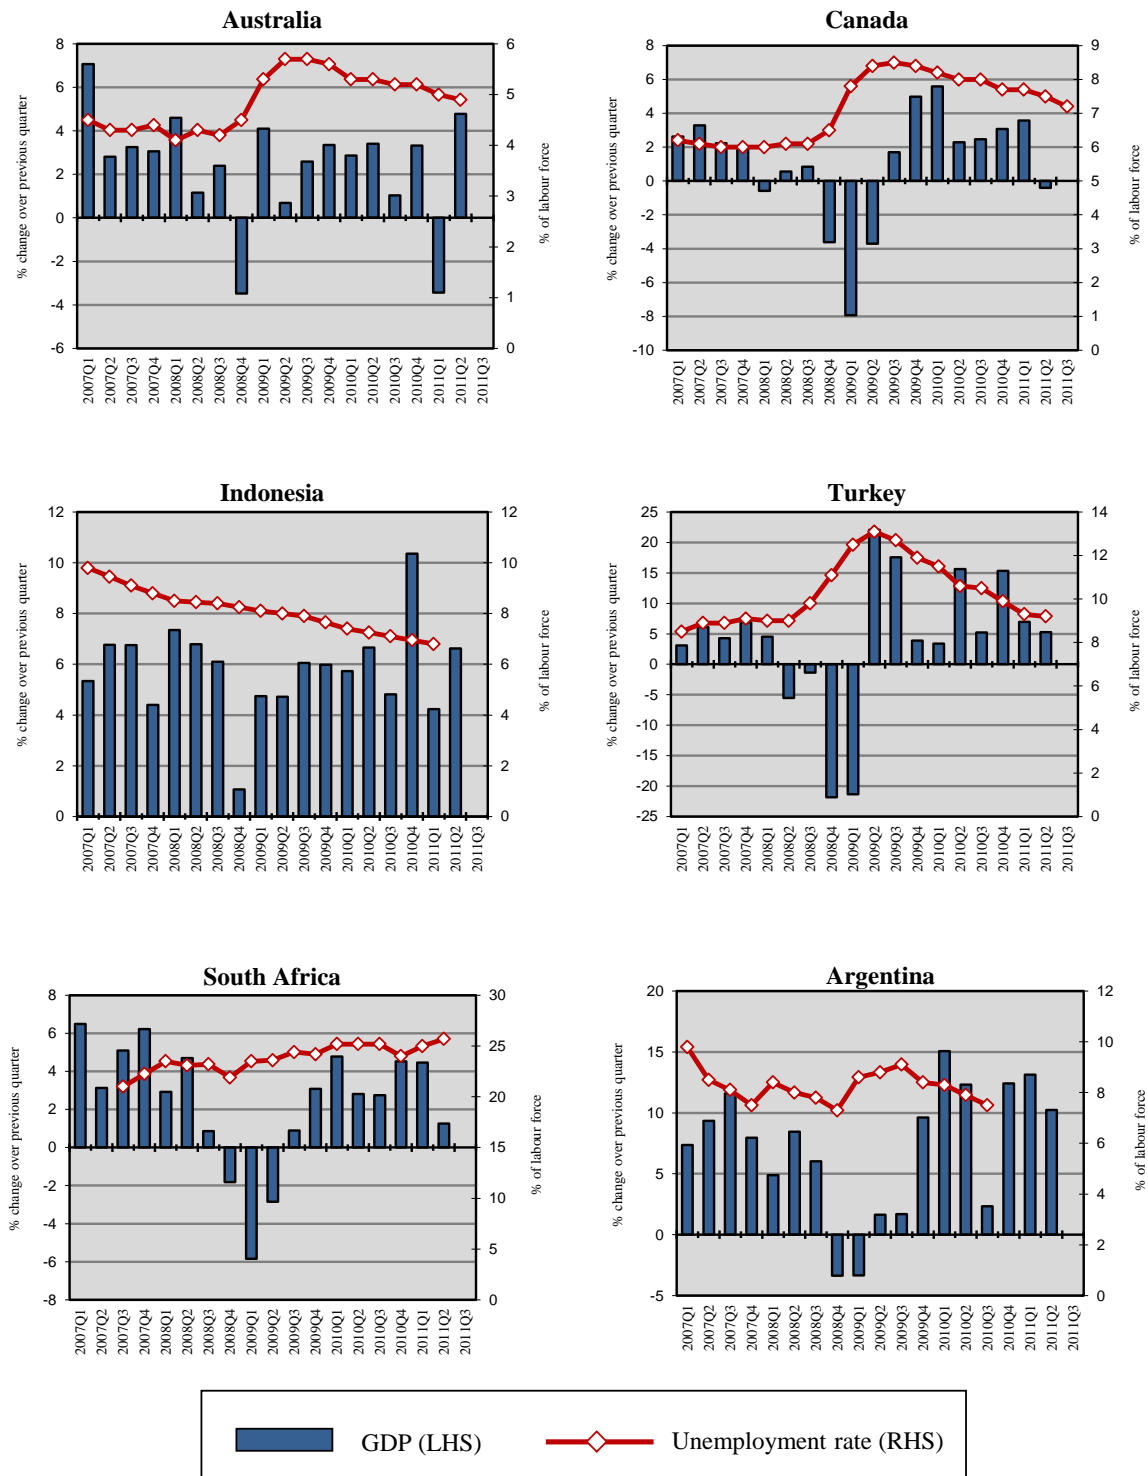 Australia
% change over previous quarter
8
6
4
2
0
-2
-4
-6
6
5
4
3
2
1
0
% of labour force
2007Q1
2007Q2
2007Q3
2007Q4
2008Q1
2008Q2
2008Q3
2008Q4
2009Q1
2009Q2
2009Q3
2009Q4
2010Q1
2010Q2
2010Q3
2010Q4
2011Q1
2011Q2
2011Q3
Canada
% change over previous quarter
8
6
4
2
0
-2
-4
-6
-8
-10
9
8
7
6
5
4
3
2
1
0
% of labour force
2007Q1
2007Q2
2007Q3
2007Q4
2008Q1
2008Q2
2008Q3
2008Q4
2009Q1
2009Q2
2009Q3
2009Q4
2010Q1
2010Q2
2010Q3
2010Q4
2011Q1
2011Q2
2011Q3
Indonesia
% change over previous quarter
12
10
8
6
4
2
0
12
10
8
6
4
2
0
% of labour force
2007Q1
2007Q2
2007Q3
2007Q4
2008Q1
2008Q2
2008Q3
2008Q4
2009Q1
2009Q2
2009Q3
2009Q4
2010Q1
2010Q2
2010Q3
2010Q4
2011Q1
2011Q2
2011Q3
Turkey
% change over previous quarter
25
20
15
10
5
0
-5
-10
-15
-20
-25
14
12
10
8
6
4
2
0
% of labour force
2007Q1
2007Q2
2007Q3
2007Q4
2008Q1
2008Q2
2008Q3
2008Q4
2009Q1
2009Q2
2009Q3
2009Q4
2010Q1
2010Q2
2010Q3
2010Q4
2011Q1
2011Q2
2011Q3
South Africa
% change over previous quarter
8
6
4
2
0
-2
-4
-6
-8
30
25
20
15
10
5
0
% of labour force
2007Q1
2007Q2
2007Q3
2007Q4
2008Q1
2008Q2
2008Q3
2008Q4
2009Q1
2009Q2
2009Q3
2009Q4
2010Q1
2010Q2
2010Q3
2010Q4
2011Q1
2011Q2
2011Q3
Argentina
% change over previous quarter
20
15
10
5
0
-5
12
10
8
6
4
2
0
% of labour force
2007Q1
2007Q2
2007Q3
2007Q4
2008Q1
2008Q2
2008Q3
2008Q4
2009Q1
2009Q2
2009Q3
2009Q4
2010Q1
2010Q2
2010Q3
2010Q4
2011Q1
2011Q2
2011Q3
GDP (LHS)
Unemployment rate (RHS)